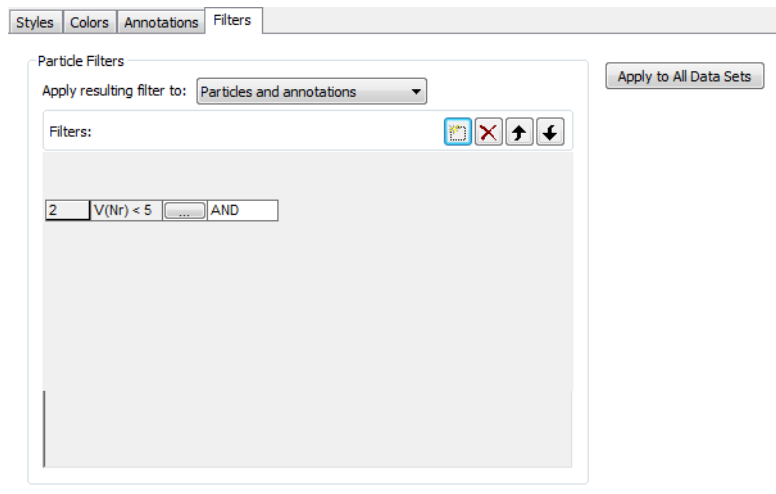 Styles Colors Annotations Filters
Particle Filters
Apply resulting filter to: Particles and annotations
Apply to All Data Sets
Filters:
2 V(Nr) < 5 ... AND